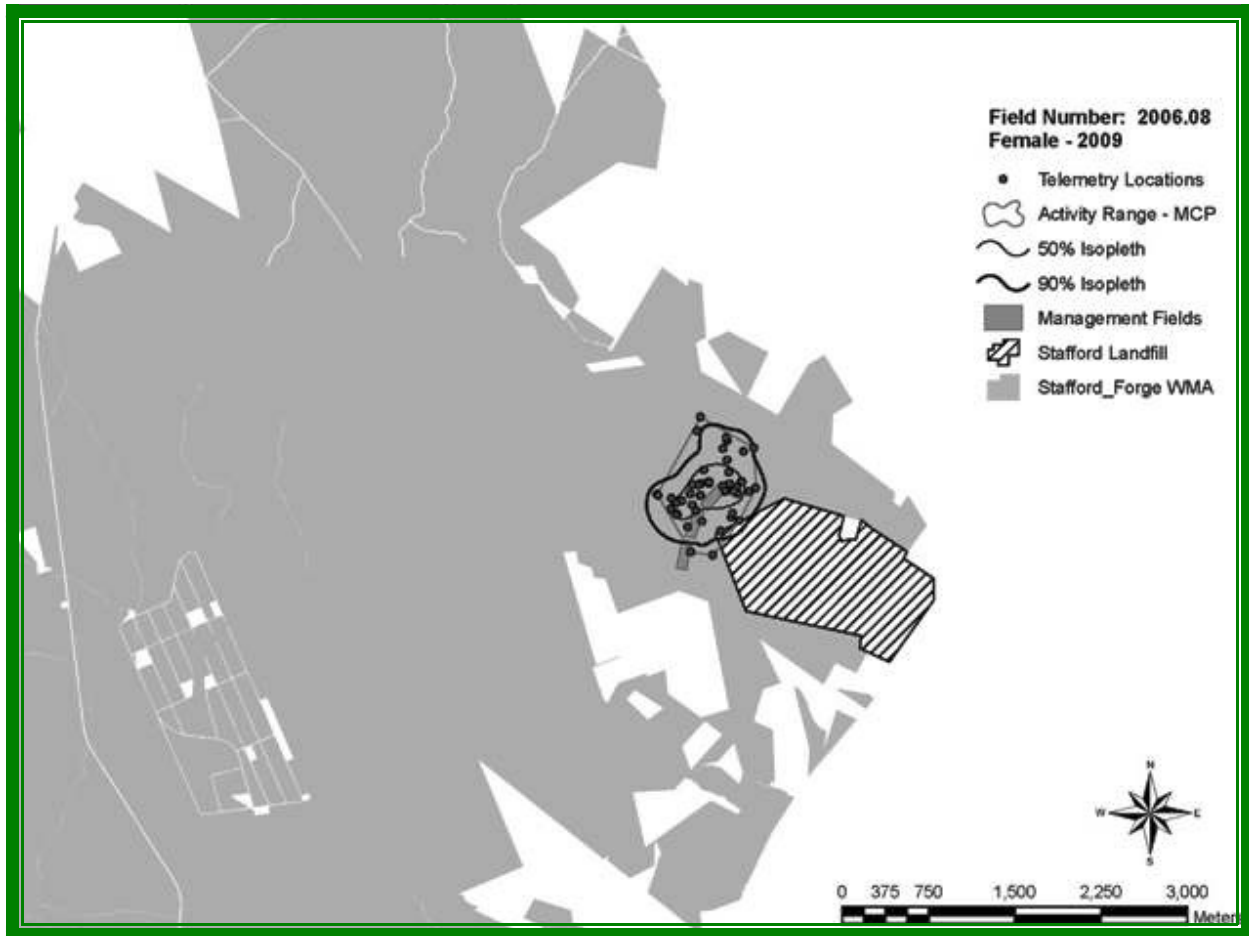 Field Number: 2006.08
Female - 2009
Telemetry Locations
Activity Range - MCP
50% Isopleth
90% Isopleth
Management Fields
Stafford Landfill
Stafford_Forge WMA
N
W E
S
0 375 750 1,500 2,250 3,000
Meters